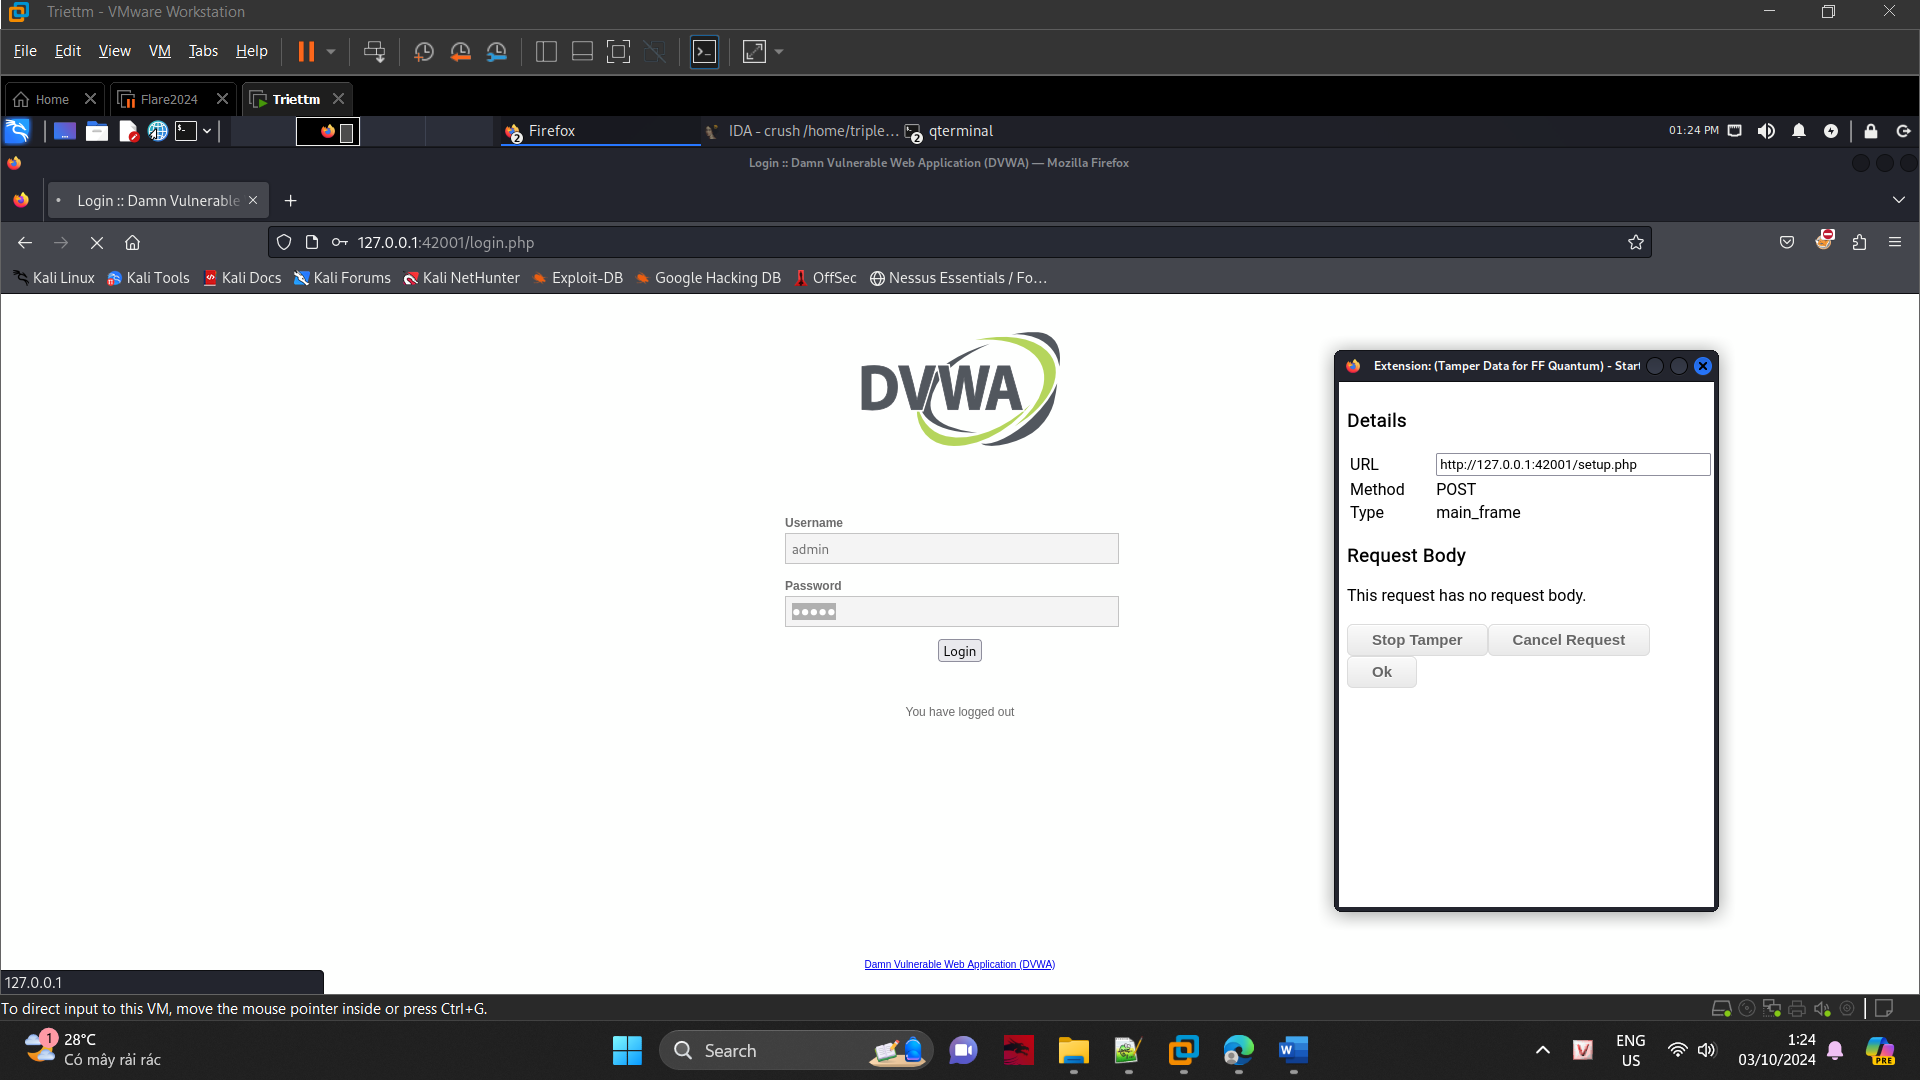 Triettm - VMware Workstation
File Edit View VM Tabs Help
Home Flare2024 Triettm
Firefox IDA - crush /home/triple... qterminal 01:24 PM
2 2
Login :: Damn Vulnerable Web Application (DVWA) — Mozilla Firefox
Login :: Damn Vulnerable
127.0.0.1:42001/login.php
Kali Linux Kali Tools Kali Docs Kali Forums Kali NetHunter Exploit-DB Google Hacking DB OffSec Nessus Essentials / Fo...
DVWA
Username
admin
Password
Login
You have logged out
Damn Vulnerable Web Application (DVWA)
Extension: (Tamper Data for FF Quantum) - Start
Details
URL http://127.0.0.1:42001/setup.php
Method POST
Type main_frame
Request Body
This request has no request body.
Stop Tamper Cancel Request
Ok
127.0.0.1
To direct input to this VM, move the mouse pointer inside or press Ctrl+G.
1 28°C
Có mây rải rác
Search
ENG
US
1:24
03/10/2024
PRE